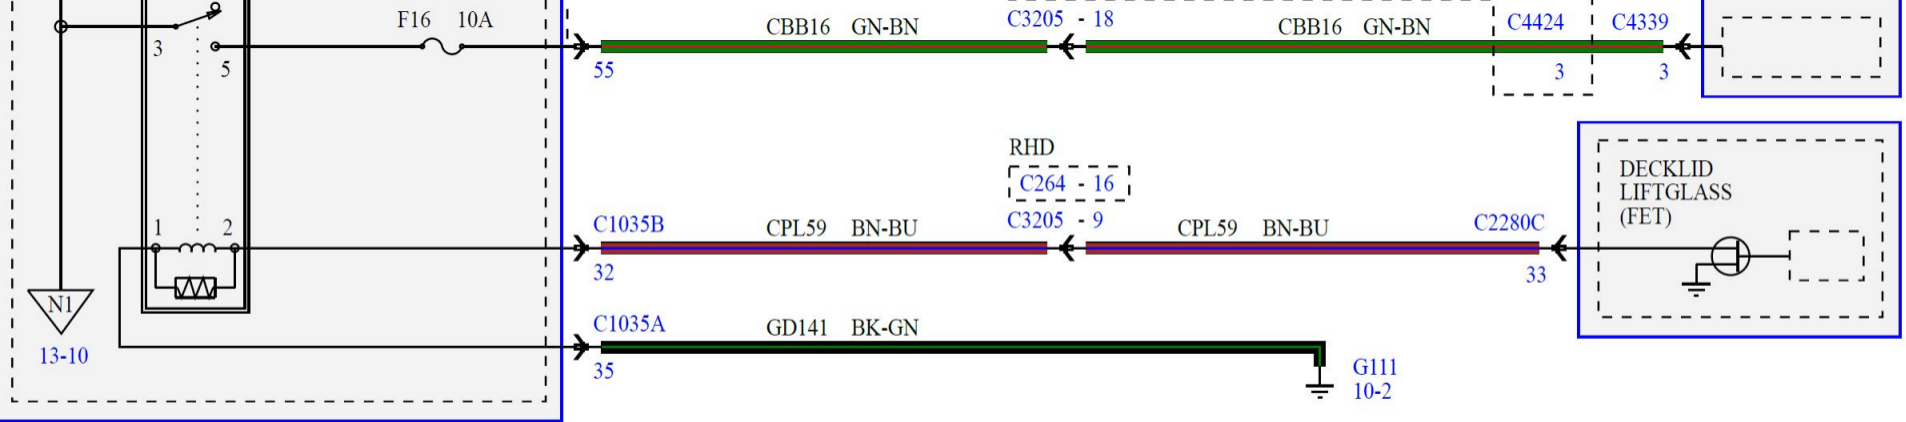 F16 10A
CBB16 GN-BN
C3205 - 18
CBB16 GN-BN
C4424
C4339
3
5
55
3
3
RHD
C264 - 16
DECKLID
LIFTGLASS
(FET)
1
2
C1035B
CPL59 BN-BU
C3205 - 9
CPL59 BN-BU
C2280C
32
33
N1
C1035A
GD141 BK-GN
13-10
35
G111
10-2